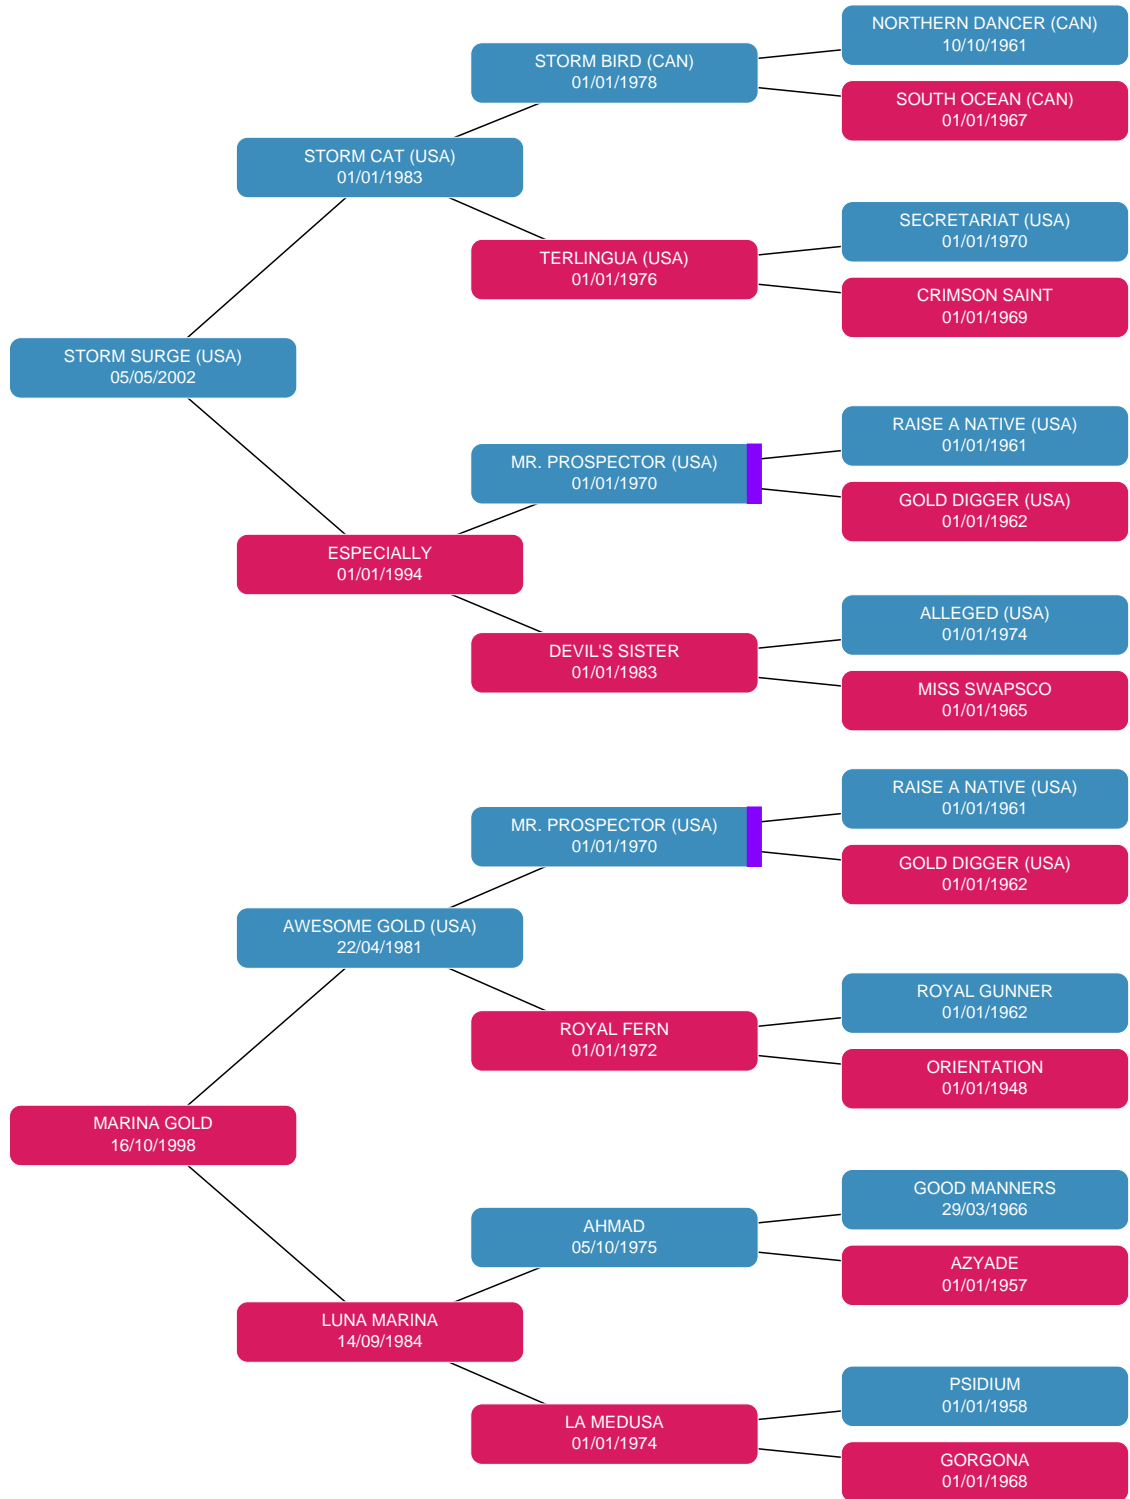 NORTHERN DANCER (CAN)
10/10/1961
STORM BIRD (CAN)
01/01/1978
SOUTH OCEAN (CAN)
01/01/1967
STORM CAT (USA)
01/01/1983
SECRETARIAT (USA)
01/01/1970
TERLINGUA (USA)
01/01/1976
CRIMSON SAINT
01/01/1969
STORM SURGE (USA)
05/05/2002
RAISE A NATIVE (USA)
01/01/1961
MR. PROSPECTOR (USA)
01/01/1970
GOLD DIGGER (USA)
01/01/1962
ESPECIALLY
01/01/1994
ALLEGED (USA)
01/01/1974
DEVIL'S SISTER
01/01/1983
MISS SWAPSCO
01/01/1965
RAISE A NATIVE (USA)
01/01/1961
MR. PROSPECTOR (USA)
01/01/1970
GOLD DIGGER (USA)
01/01/1962
AWESOME GOLD (USA)
22/04/1981
ROYAL GUNNER
01/01/1962
ROYAL FERN
01/01/1972
ORIENTATION
01/01/1948
MARINA GOLD
16/10/1998
GOOD MANNERS
29/03/1966
AHMAD
05/10/1975
AZYADE
01/01/1957
LUNA MARINA
14/09/1984
PSIDIUM
01/01/1958
LA MEDUSA
01/01/1974
GORGONA
01/01/1968